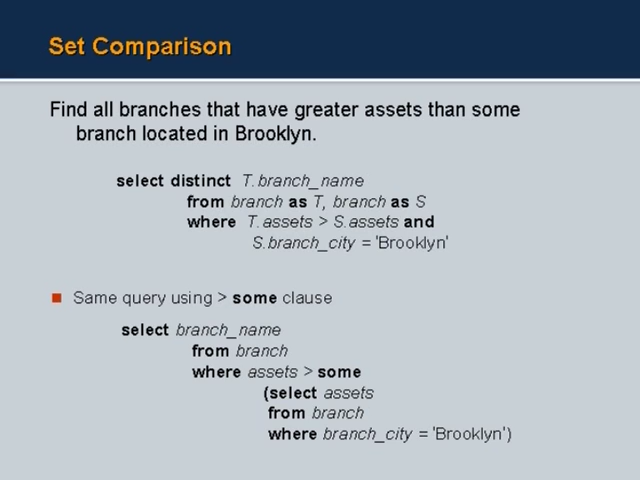 Set Comparison
Find all branches that have greater assets than some
branch located in Brooklyn.
select distinct T.branch_name
from branch as T, branch as S
where T.assets > S.assets and
S.branch_city = 'Brooklyn'
Same query using > some clause
select branch_name
from branch
where assets > some
(select assets
from branch
where branch_city = 'Brooklyn')